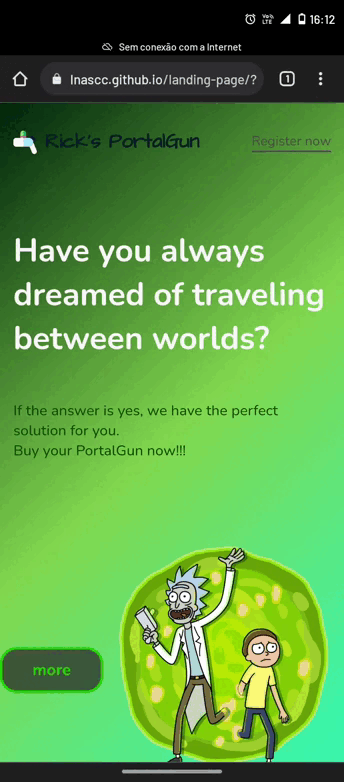 Vo)) LTE 16:12
Sem conexão com a Internet
lnascc.github.io/landing-page/? 1
Rick's PortalGun Register now
Have you always
dreamed of traveling
between worlds?
If the answer is yes, we have the perfect
solution for you.
Buy your PortalGun now!!!
more